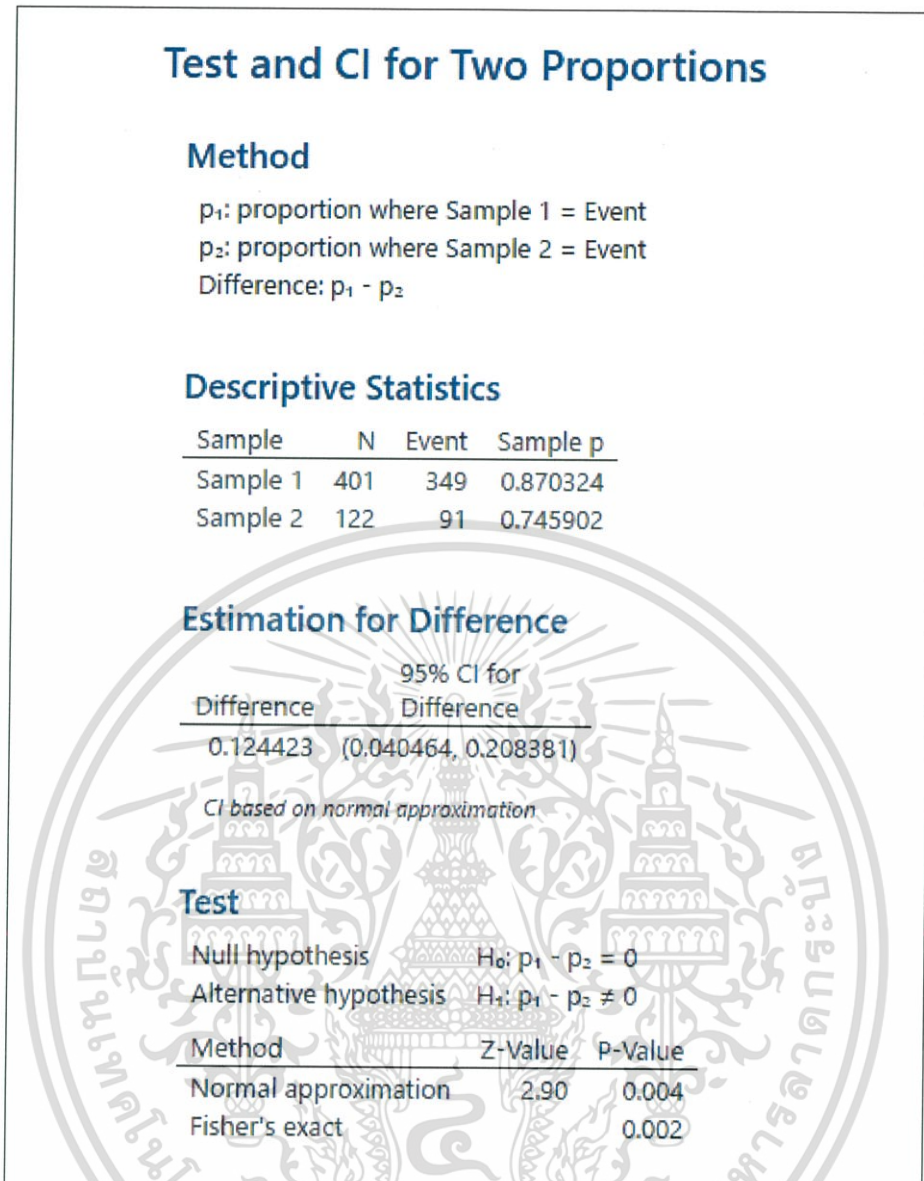 Test and CI for Two Proportions
Method
p₁: proportion where Sample 1 = Event
p₂: proportion where Sample 2 = Event
Difference: p₁ - p₂
Descriptive Statistics
Sample N Event Sample p
Sample 1 401 349 0.870324
Sample 2 122 91 0.745902
Estimation for Difference
95% CI for
Difference Difference
0.124423 (0.040464, 0.208381)
CI based on normal approximation
Test
Null hypothesis H₀: p₁ - p₂ = 0
Alternative hypothesis H₁: p₁ - p₂ ≠ 0
Method Z-Value P-Value
Normal approximation 2.90 0.004
Fisher's exact 0.002